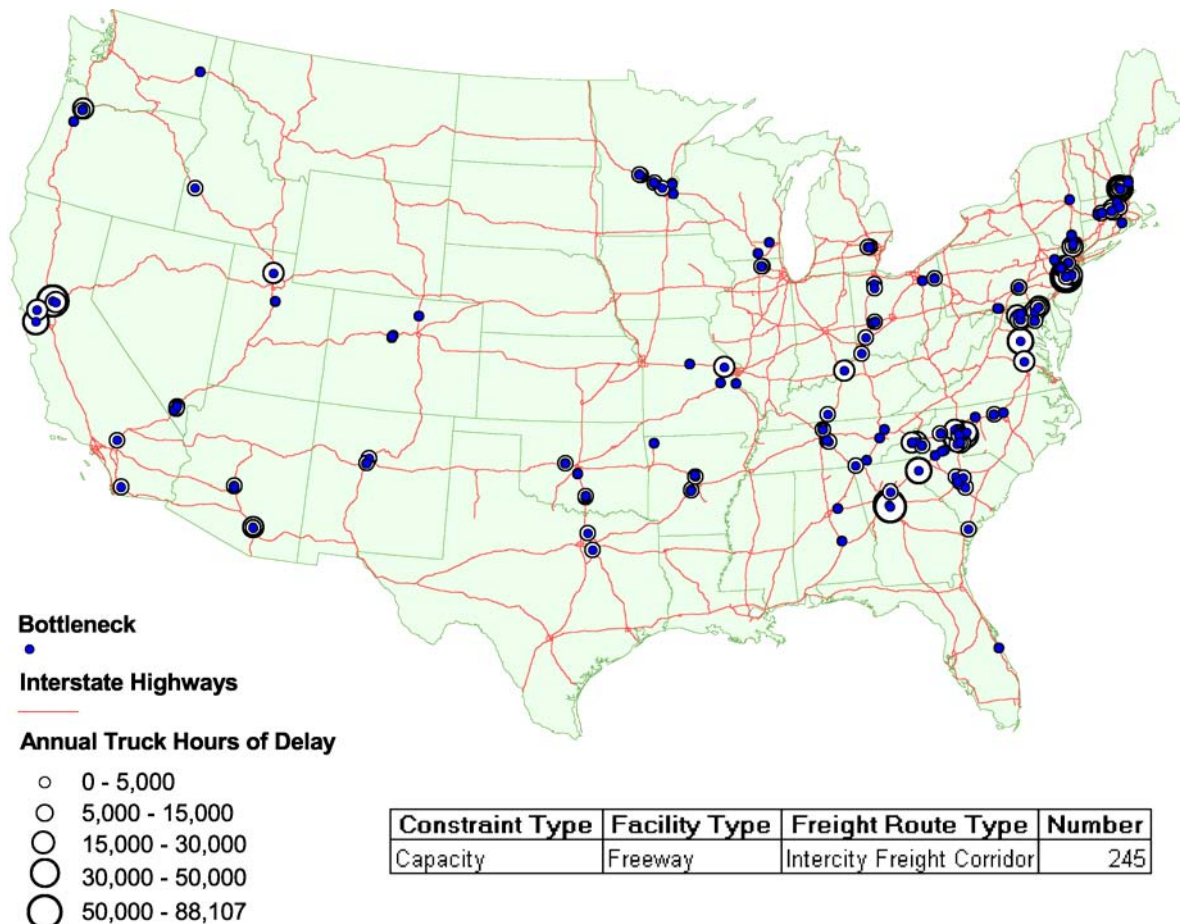 Bottleneck
Interstate Highways
Annual Truck Hours of Delay
0 - 5,000
5,000 - 15,000
15,000 - 30,000
30,000 - 50,000
50,000 - 88,107
Constraint Type Facility Type Freight Route Type Number
Capacity Freeway Intercity Freight Corridor 245